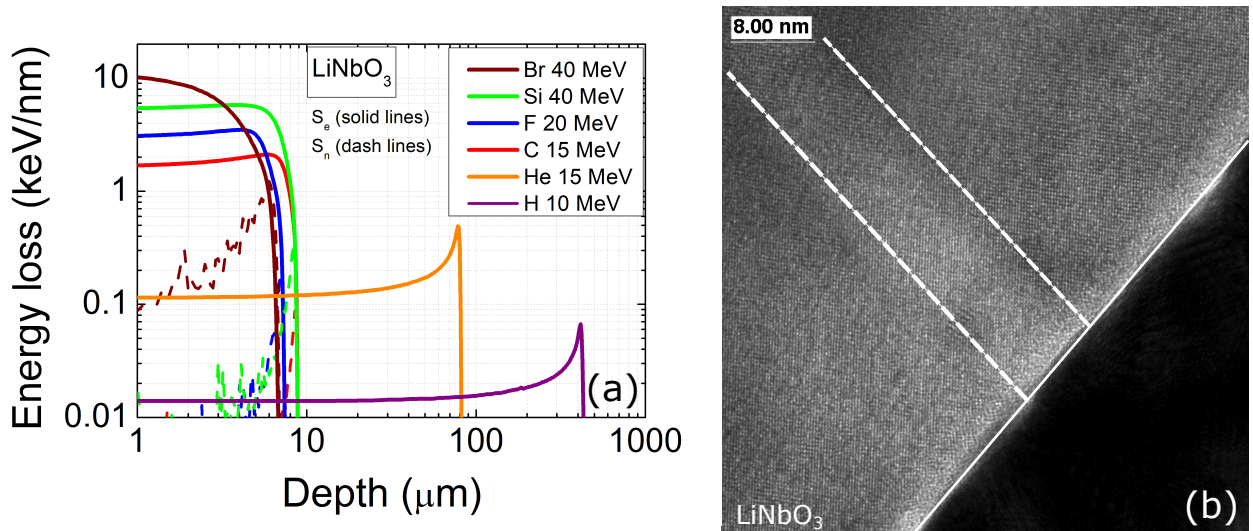 Energy loss (keV/nm)
10
1
0.1
0.01
1
10
100
1000
Depth (μm)
LiNbO₃
Sₑ (solid lines)
Sₙ (dash lines)
Br 40 MeV
Si 40 MeV
F 20 MeV
C 15 MeV
He 15 MeV
H 10 MeV
(a)
8.00 nm
LiNbO₃
(b)